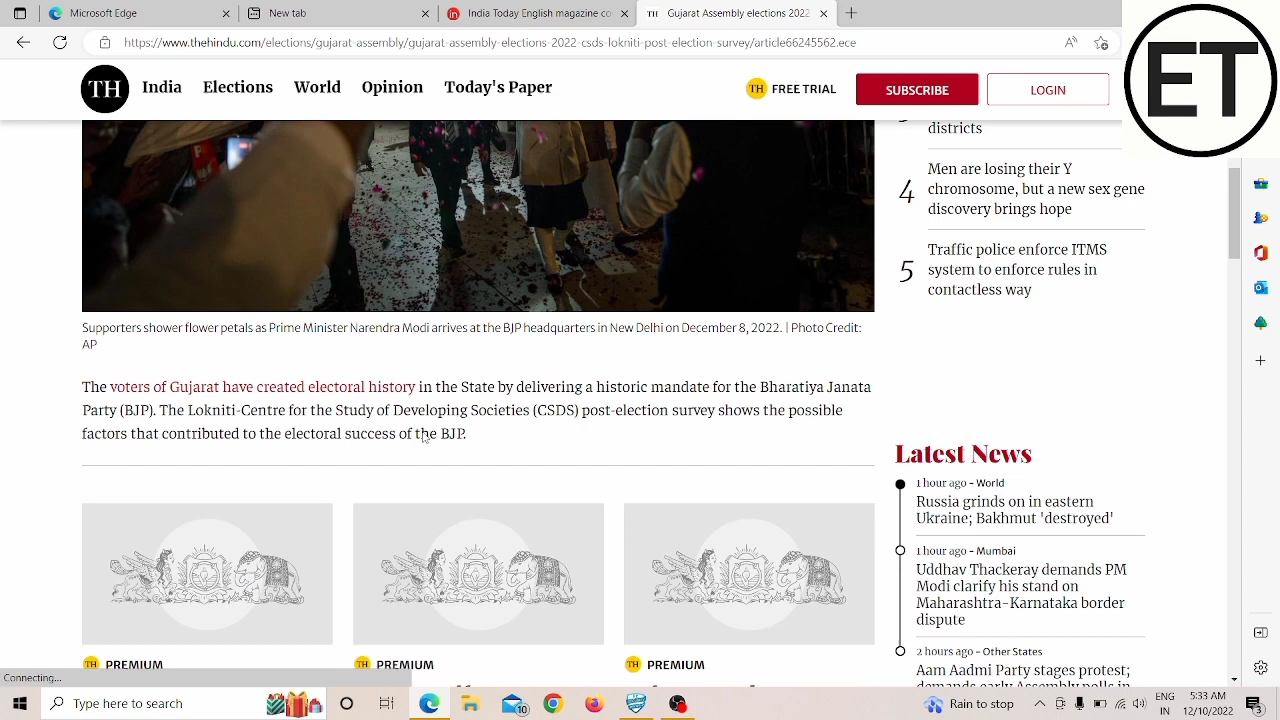 InDesign
New tab
India Today English magazine co
TH
Gujarat Assembly elections 2022
https://www.thehindu.com/elections/gujarat-assembly/gujarat-assembly-elections-2022-csds-lokniti-post-election-survey/article66245562.ece
ET
TH
India
Elections
World
Opinion
Today's Paper
TH FREE TRIAL
SUBSCRIBE
LOGIN
districts
4
Men are losing their Y
chromosome, but a new sex gene
discovery brings hope
5
Traffic police enforce ITMS
system to enforce rules in
contactless way
Supporters shower flower petals as Prime Minister Narendra Modi arrives at the BJP headquarters in New Delhi on December 8, 2022. | Photo Credit:
AP
The voters of Gujarat have created electoral history in the State by delivering a historic mandate for the Bharatiya Janata
Party (BJP). The Lokniti-Centre for the Study of Developing Societies (CSDS) post-election survey shows the possible
factors that contributed to the electoral success of the BJP.
Latest News
1 hour ago - World
Russia grinds on in eastern
Ukraine; Bakhmut 'destroyed'
1 hour ago - Mumbai
Uddhav Thackeray demands PM
Modi clarify his stand on
Maharashtra-Karnataka border
dispute
2 hours ago - Other States
Aam Aadmi Party stages protest;
demands early Assembly polls in
TH PREMIUM
TH PREMIUM
TH PREMIUM
Connecting...
Type here to search
10
Rain to stop
ENG
IN
5:33 AM
12/10/2022
3